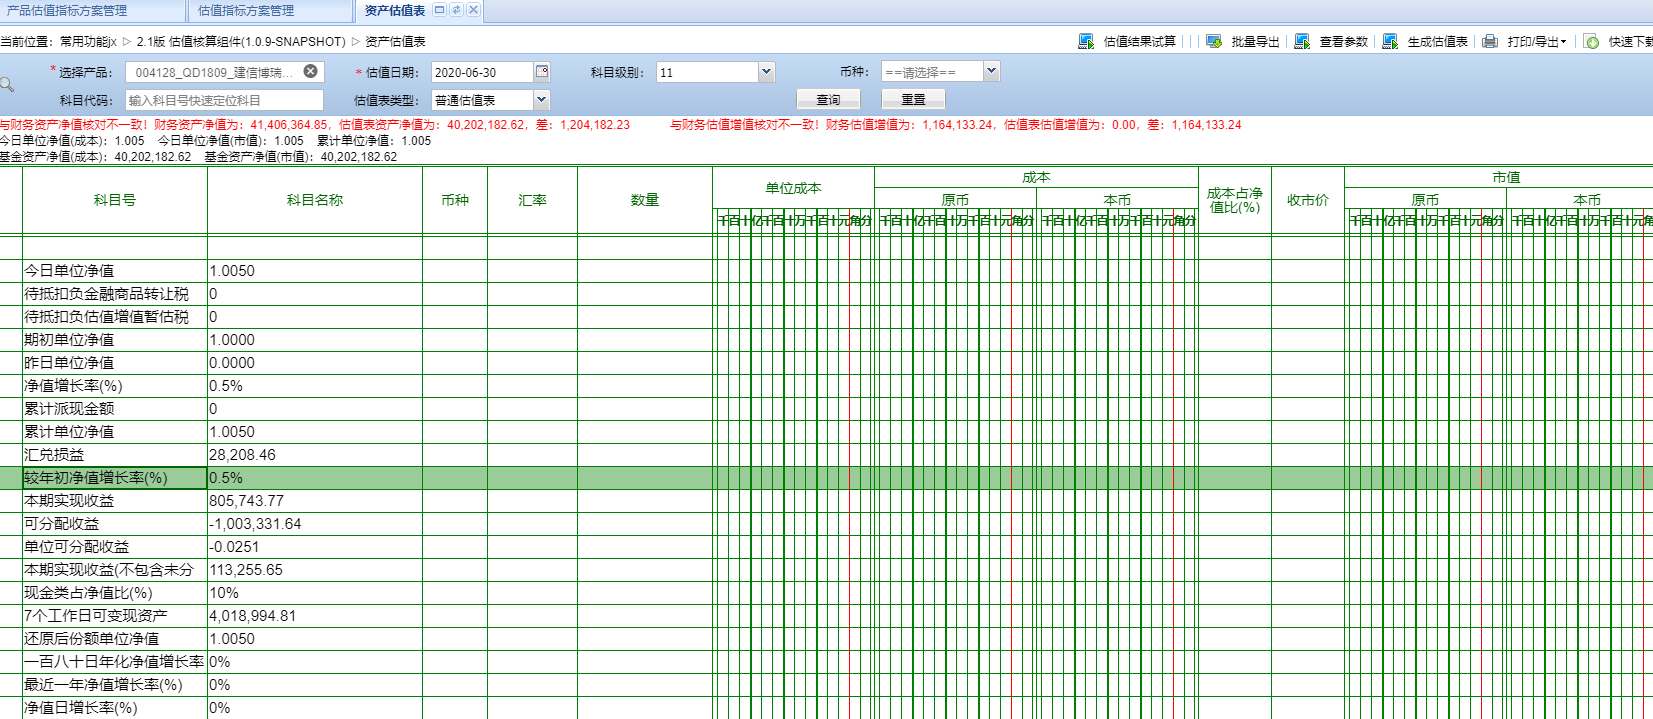 产品估值指标方案管理 估值指标方案管理 资产估值表
当前位置：常用功能jx ▷ 2.1版 估值核算组件(1.0.9-SNAPSHOT) ▷ 资产估值表 估值结果试算 批量导出 查看参数 生成估值表 打印/导出 快速下载
*选择产品： 004128_QD1809_建信博瑞... *估值日期： 2020-06-30 科目级别： 11 币种： ==请选择==
科目代码： 输入科目号快速定位科目 估值表类型： 普通估值表 查询 重置
与财务资产净值核对不一致！财务资产净值为：41,406,364.85，估值表资产净值为：40,202,182.62，差：1,204,182.23 与财务估值增值核对不一致！财务估值增值为：1,164,133.24，估值表估值增值为：0.00，差：1,164,133.24
今日单位净值(成本)：1.005 今日单位净值(市值)：1.005 累计单位净值：1.005
基金资产净值(成本)：40,202,182.62 基金资产净值(市值)：40,202,182.62
科目号 科目名称 币种 汇率 数量 单位成本 成本 成本占净值比(%) 收市价 市值
原币 本币 原币 本币
千百十亿千百十万千百十元角分 千百十亿千百十万千百十元角分 千百十亿千百十万千百十元角分 千百十亿千百十万千百十元角分 千百十亿千百十万千百十元角
今日单位净值 1.0050
待抵扣负金融商品转让税 0
待抵扣负估值增值暂估税 0
期初单位净值 1.0000
昨日单位净值 0.0000
净值增长率(%) 0.5%
累计派现金额 0
累计单位净值 1.0050
汇兑损益 28,208.46
较年初净值增长率(%) 0.5%
本期实现收益 805,743.77
可分配收益 -1,003,331.64
单位可分配收益 -0.0251
本期实现收益(不包含未分 113,255.65
现金类占净值比(%) 10%
7个工作日可变现资产 4,018,994.81
还原后份额单位净值 1.0050
一百八十日年化净值增长率 0%
最近一年净值增长率(%) 0%
净值日增长率(%) 0%